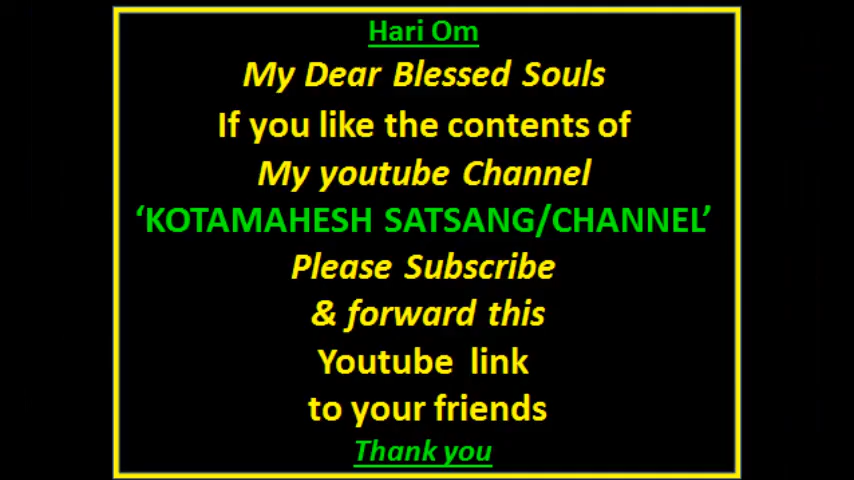 Hari Om
My Dear Blessed Souls
If you like the contents of
My youtube Channel
‘KOTAMAHESH SATSANG/CHANNEL’
Please Subscribe
& forward this
Youtube link
to your friends
Thank you